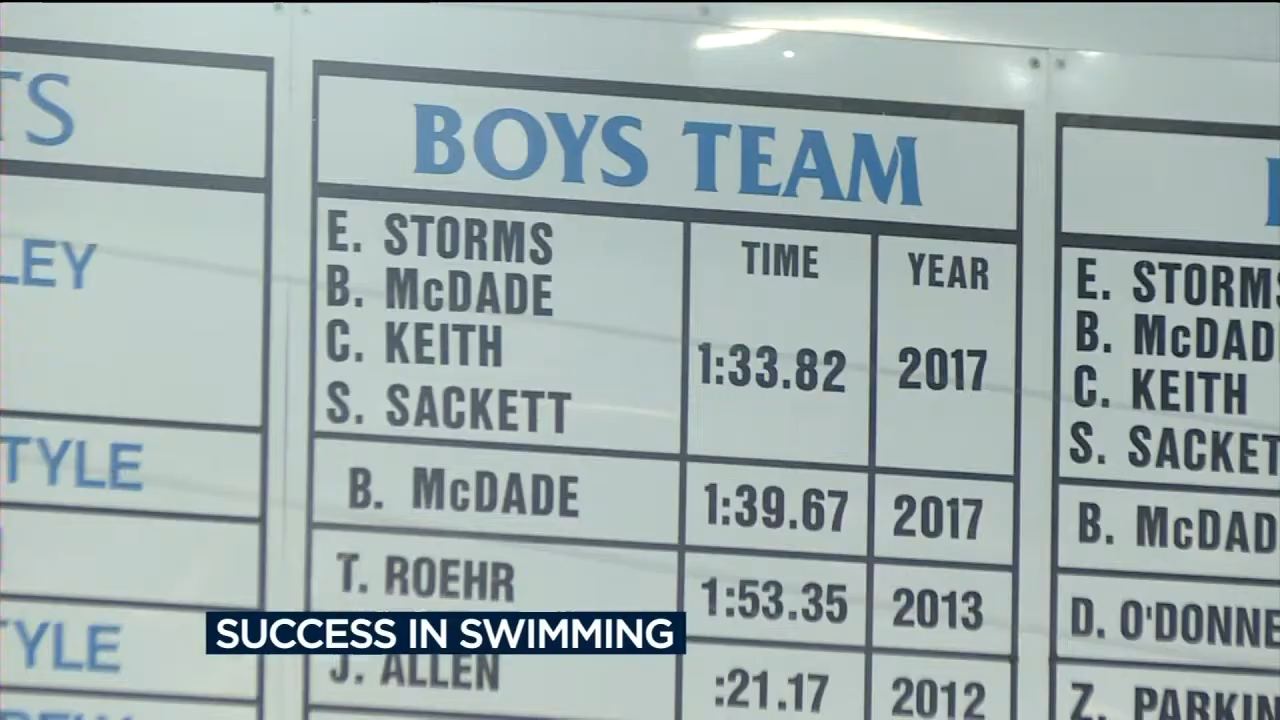 TS
LEY
TYLE
TYLE
BOYS TEAM
E. STORMS
B. McDADE
C. KEITH
S. SACKETT
TIME
YEAR
1:33.82
2017
B. McDADE
1:39.67
2017
T. ROEHR
1:53.35
2013
J. ALLEN
:21.17
2012
E. STORMS
B. McDAD
C. KEITH
S. SACKET
B. McDAD
D. O'DONNE
Z. PARKIN
SUCCESS IN SWIMMING